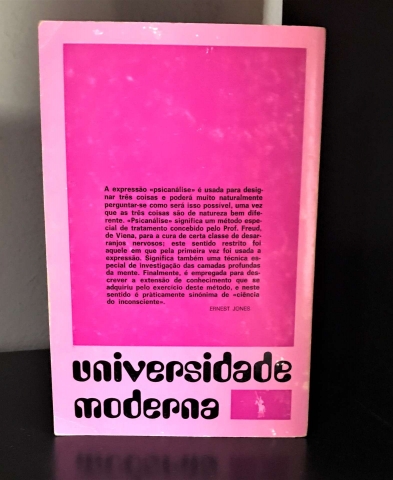 A expressão «psicanálise» é usada para desig-
nar três coisas e poderá muito naturalmente
perguntar-se como será isso possível, uma vez
que as três coisas são de natureza bem dife-
rente. «Psicanálise» significa um método espe-
cial de tratamento concebido pelo Prof. Freud,
de Viena, para a cura de certa classe de desar-
ranjos nervosos; este sentido restrito foi
aquele em que pela primeira vez foi usada a
expressão. Significa também uma técnica es-
pecial de investigação das camadas profundas
da mente. Finalmente, é empregada para des-
crever a extensão de conhecimento que se
adquiriu pelo exercício deste método, e neste
sentido é práticamente sinónima de «ciência
do inconsciente».
ERNEST JONES
universidade
moderna